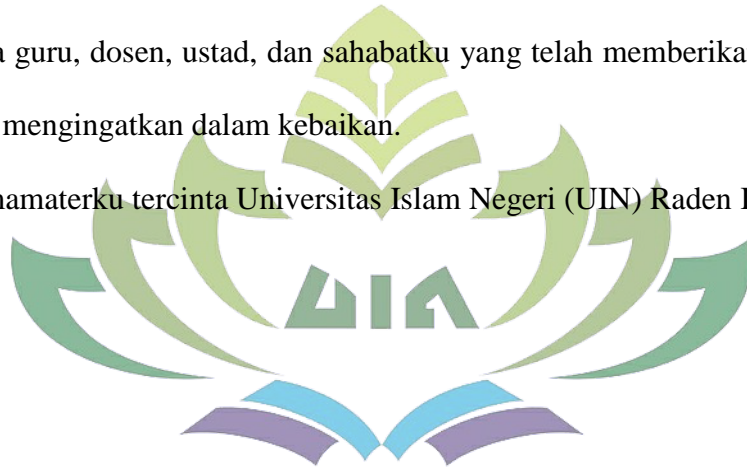 a guru, dosen, ustad, dan sahabatku yang telah memberika
mengingatkan dalam kebaikan.
namaterku tercinta Universitas Islam Negeri (UIN) Raden I
UIN